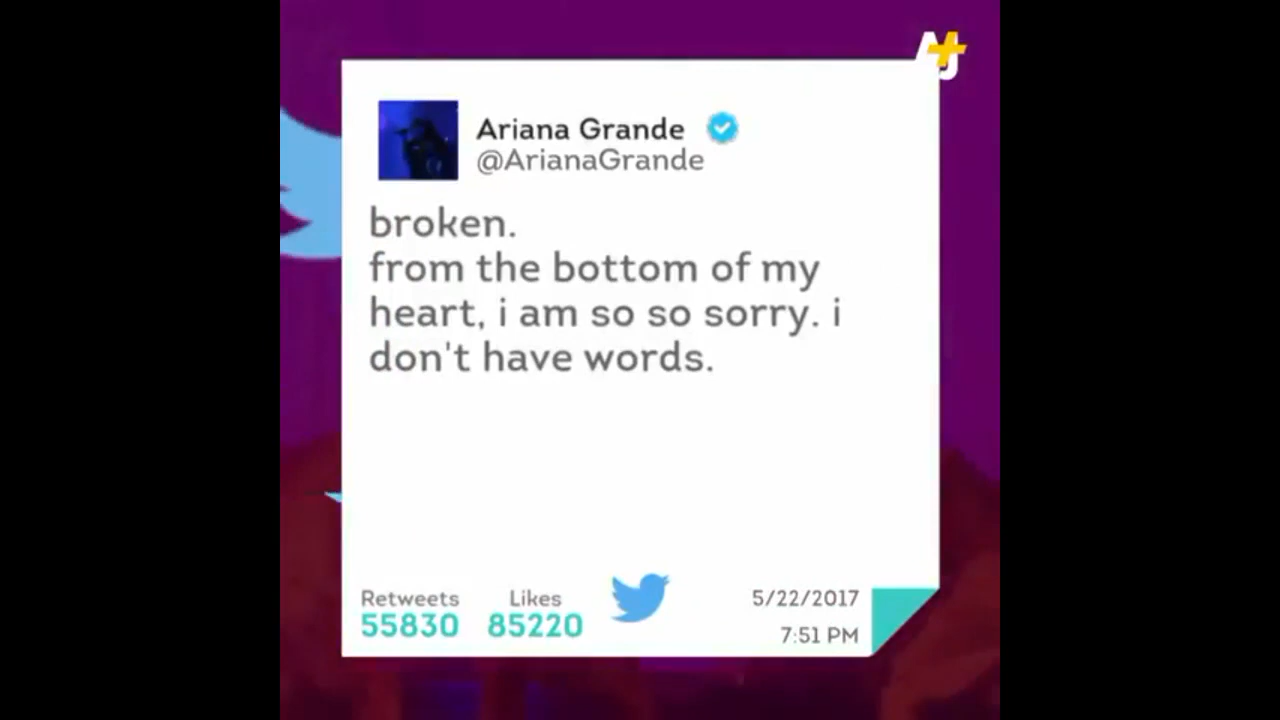 AJ+
Ariana Grande
@ArianaGrande
broken.
from the bottom of my
heart, i am so so sorry. i
don't have words.
Retweets Likes
55830 85220
5/22/2017
7:51 PM